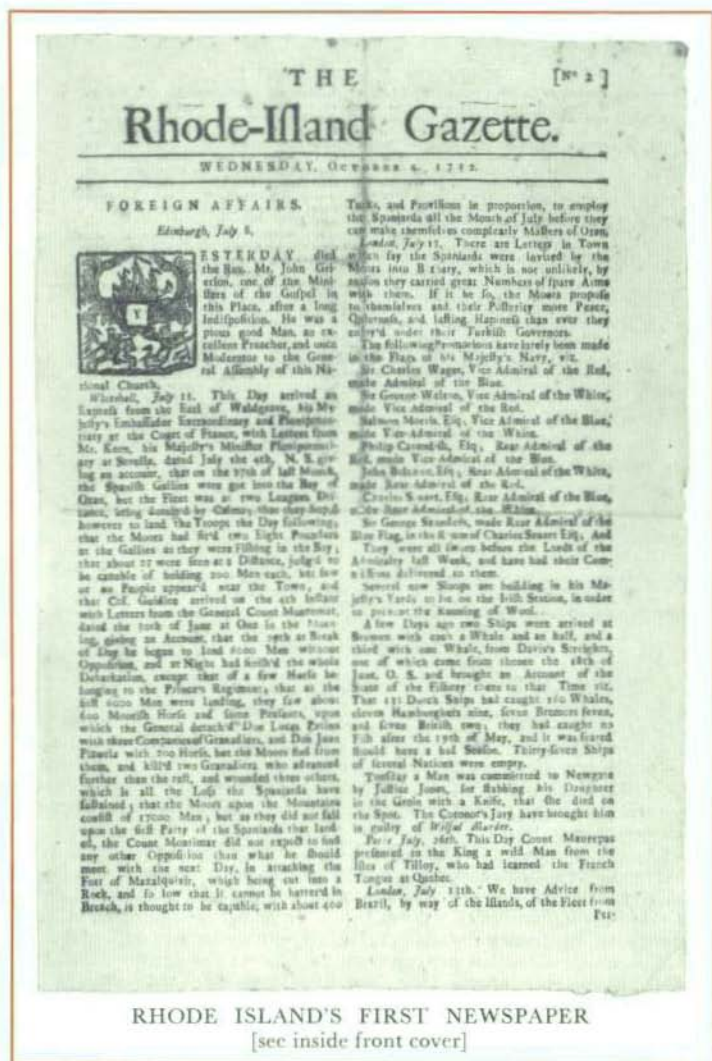 THE
[Nº 2]
Rhode-Iſland Gazette.
WEDNESDAY, October 4, 1732.
FOREIGN AFFAIRS.
Edinburgh, July 8.
YESTERDAY died
the Rev. Mr. John Gri-
erſon, one of the Mini-
ſters of the Goſpel in
this Place, after a long
Indiſpoſition. He was a
pious good Man, an ex-
cellent Preacher, and once
Moderator to the Gene-
ral Aſſembly of this Na-
tional Church.
Whitehall, July 11. This Day arrived an
Expreſs from the Earl of Waldgrave, his Ma-
jeſty's Embaſſador Extraordinary and Plenipoten-
tiary at the Court of France, with Letters from
Mr. Keen, his Majeſty's Miniſter Plenipotenti-
ary at Seville, dated July the 4th, N. S. giv-
ing an account, that on the 27th of laſt Month,
the Spaniſh Gallies were got into the Bay of
Oran, but the Fleet was at two Leagues Diſ-
tance, being detain'd by Calms; that they hop'd
however to land the Troops the Day following;
that the Moors had fir'd two Eight Pounders
at the Gallies as they were Fiſhing in the Bay;
that about 21 were ſeen at a Diſtance, judg'd to
be capable of holding 200 Men each, but few
or no People appear'd near the Town; and
that Col. arrived on the 4th Inſtant
with Letters from the General Count Montemar,
dated the 30th of June at One in the Morn-
ing, giving an Account, that the 29th at Break
of Day he began to land 6000 Men without
Oppoſition, and at Night had finiſh'd the whole
Debarkation, except that of a few Horſe be-
longing to the Prince's Regiment; that as the
firſt 6000 Men were landing, they ſaw about
600 Mooriſh Horſe and ſome Peaſants, upon
which the General detach'd Don Lucas
with three Companies of Granadiers, and Don Juan
with 200 Horſe, but the Moors fled from
them, and kill'd two Granadiers who advanced
further than the reſt, and wounded three others,
which is all the Loſs the Spaniards have
ſuſtained; that the Moors upon the Mountains
conſiſt of 17000 Men; but as they did not fall
upon the firſt Party of the Spaniards that land-
ed, the Count Montimar did not expect to find
any other Oppoſition than what he ſhould
meet with the next Day, in attacking the
Fort of Mazalquivir, which being cut into a
Rock, and ſo low that it cannot be batter'd in
Breach, is thought to be capable, with about 400
Turks, and Proviſions in proportion, to employ
the Spaniards all the Month of July before they
can make themſelves compleatly Maſters of Oran.
London, July 11. There are Letters in Town
which ſay the Spaniards were invited by the
Moors into Barbary, which is not unlikely, by
reaſon they carried great Numbers of ſpare Arms
with them. If it be ſo, the Moors propoſe
to themſelves and their Poſterity more Peace,
Quietneſs, and laſting Hapineſs than ever they
enjoy'd under their Turkiſh Governors.
The following Promotions have lately been made
in the Flags of his Majeſty's Navy, viz.
Sir Charles Wager, Vice Admiral of the Red,
made Admiral of the Blue.
Sir George Walton, Vice Admiral of the White,
made Vice Admiral of the Red.
Salmon Morris, Eſq; Vice Admiral of the Blue,
made Vice-Admiral of the White.
Philip Cavendiſh, Eſq; Rear Admiral of the
Red, made Vice-Admiral of the Blue.
John Balchen, Eſq; Rear Admiral of the White,
made Rear Admiral of the Red.
Charles Stuart, Eſq; Rear Admiral of the Blue,
made Rear Admiral of the White.
Sir George Saunders, made Rear Admiral of the
Blue Flag, in the Room of Charles Stuart Eſq; And
They were all ſworn before the Lords of the
Admiralty laſt Week, and have had their Com-
miſſions delivered to them.
Several new Sloops are building in his Ma-
jeſty's Yards to be on the Iriſh Station, in order
to prevent the Running of Wool.
A few Days ago two Ships were arrived at
Bremen with each a Whale and an half, and a
third with one Whale, from Davis's Streights,
one of which came from thence the 18th of
June, O. S. and brought an Account of the
State of the Fiſhery there to that Time viz.
That 131 Dutch Ships had caught 160 Whales,
eleven Hamburghers nine, ſeven Bremers ſeven,
and ſeven Britiſh two; they had caught no
Fiſh after the 19th of May, and it was feared
ſhould have a bad Seaſon. Thirty-ſeven Ships
of ſeveral Nations were empty.
Tueſday a Man was committed to Newgate
by Juſtice Jones, for ſtabbing his Daughter
in the Groin with a Knife, that ſhe died on
the Spot. The Coronor's Jury have brought him
in guilty of Wilful Murder.
Paris July, 26th. This Day Count Maurepas
preſented to the King a wild Man from the
Iſles of Tilloy, who had learned the French
Tongue at Quebec.
London, July 12th. We have Advice from
Brazil, by way of the Iſlands, of the Fleet from
Per-
RHODE ISLAND'S FIRST NEWSPAPER
[see inside front cover]